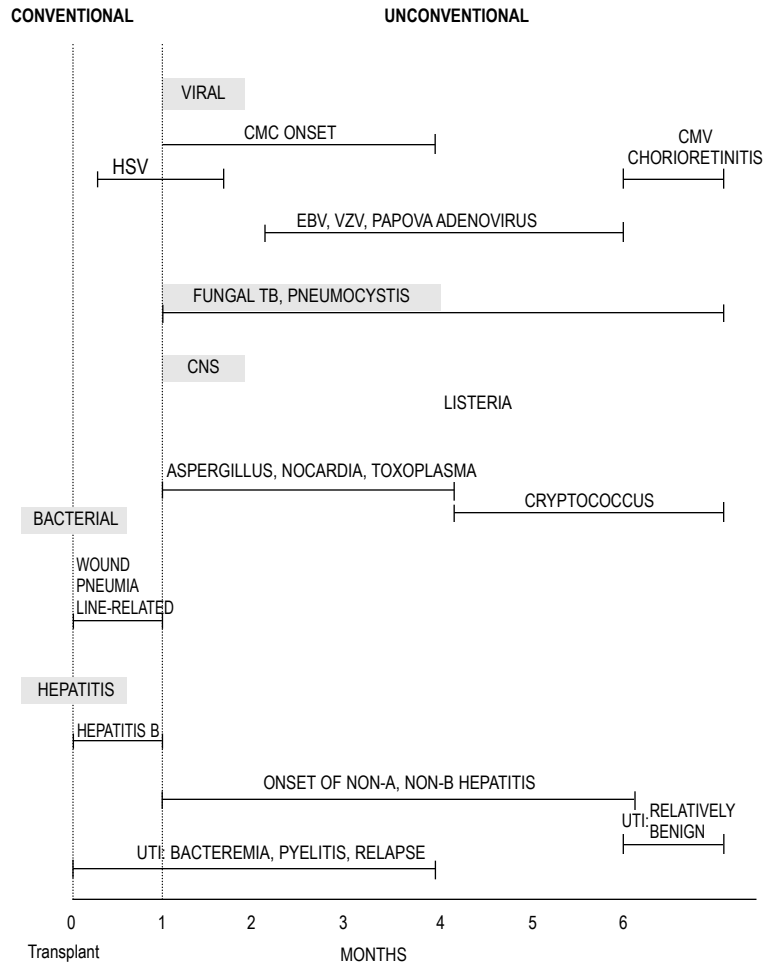 CONVENTIONAL
UNCONVENTIONAL
VIRAL
CMC ONSET
CMV
CHORIORETINITIS
HSV
EBV, VZV, PAPOVA ADENOVIRUS
FUNGAL TB, PNEUMOCYSTIS
CNS
LISTERIA
ASPERGILLUS, NOCARDIA, TOXOPLASMA
CRYPTOCOCCUS
BACTERIAL
WOUND
PNEUMIA
LINE-RELATED
HEPATITIS
HEPATITIS B
ONSET OF NON-A, NON-B HEPATITIS
UTI: RELATIVELY
BENIGN
UTI: BACTEREMIA, PYELITIS, RELAPSE
0 1 2 3 4 5 6
Transplant
MONTHS